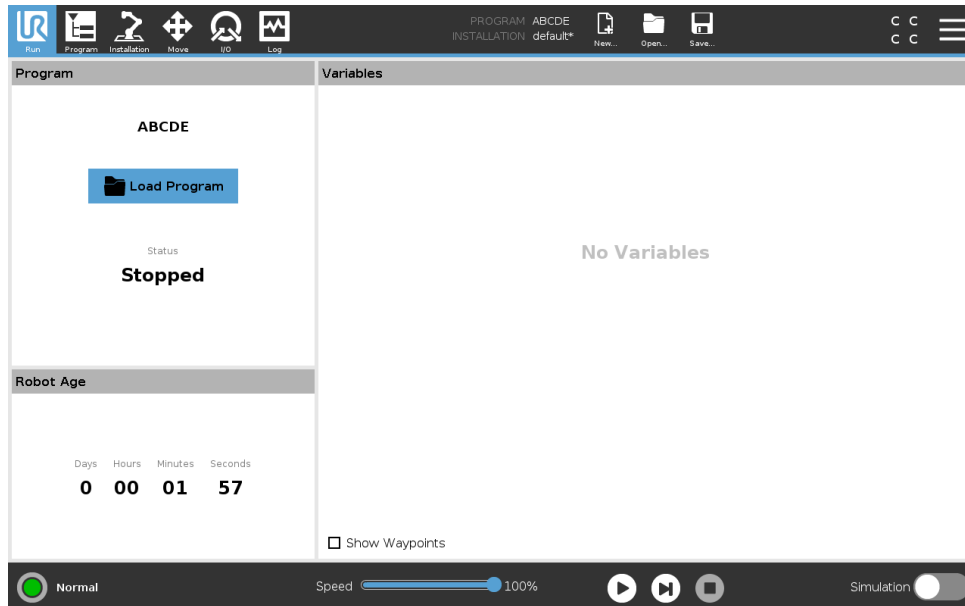 PROGRAM ABCDE
INSTALLATION default*
C C
C C
Run Program Installation Move I/O Log New... Open... Save...
Program
ABCDE
Load Program
Status
Stopped
Robot Age
Days Hours Minutes Seconds
0 00 01 57
Variables
No Variables
Show Waypoints
Normal Speed 100% Simulation